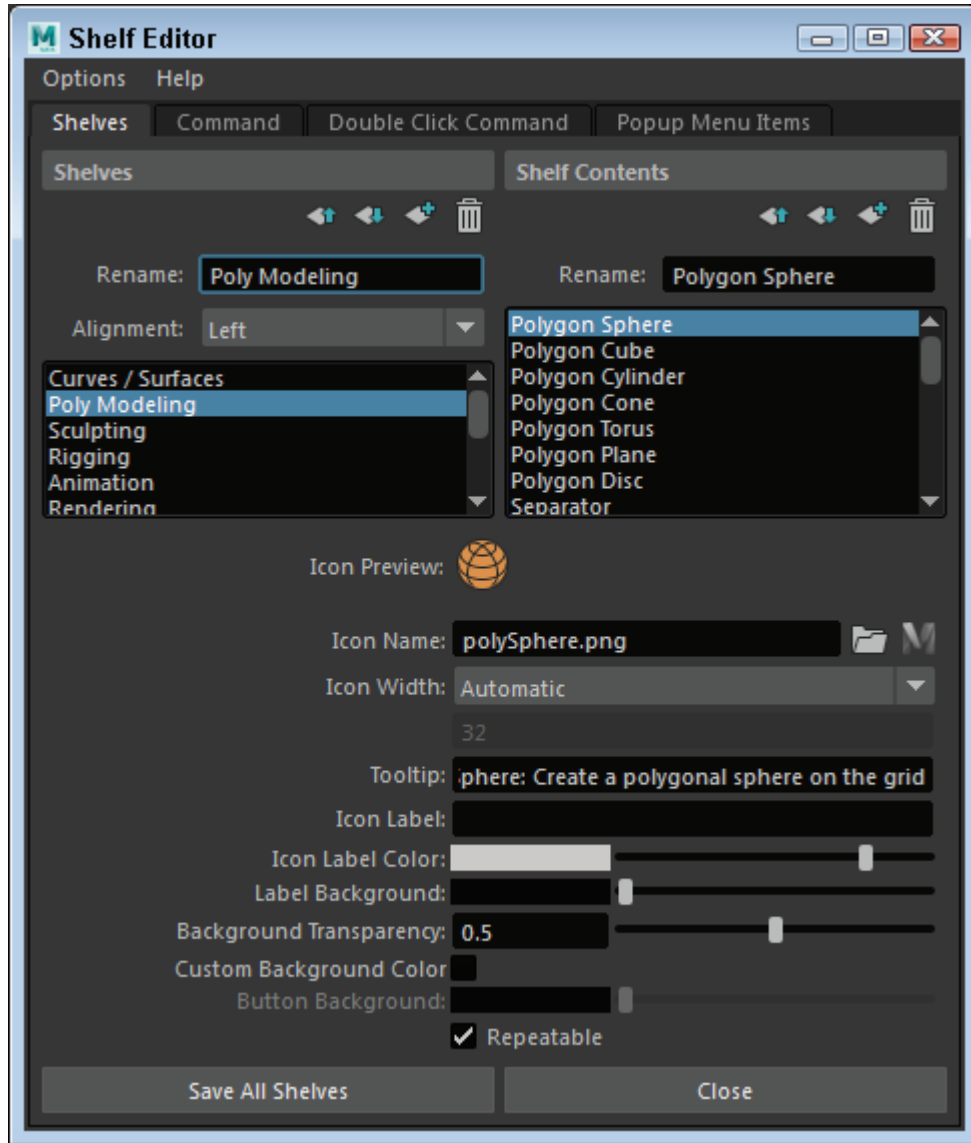 Shelf Editor
Options Help
Shelves Command Double Click Command Popup Menu Items
Shelves
Rename: Poly Modeling
Alignment: Left
Curves / Surfaces
Poly Modeling
Sculpting
Rigging
Animation
Rendering
Shelf Contents
Rename: Polygon Sphere
Polygon Sphere
Polygon Cube
Polygon Cylinder
Polygon Cone
Polygon Torus
Polygon Plane
Polygon Disc
Separator
Icon Preview:
Icon Name: polySphere.png
Icon Width: Automatic
32
Tooltip: phere: Create a polygonal sphere on the grid
Icon Label:
Icon Label Color:
Label Background:
Background Transparency: 0.5
Custom Background Color
Button Background:
Repeatable
Save All Shelves Close